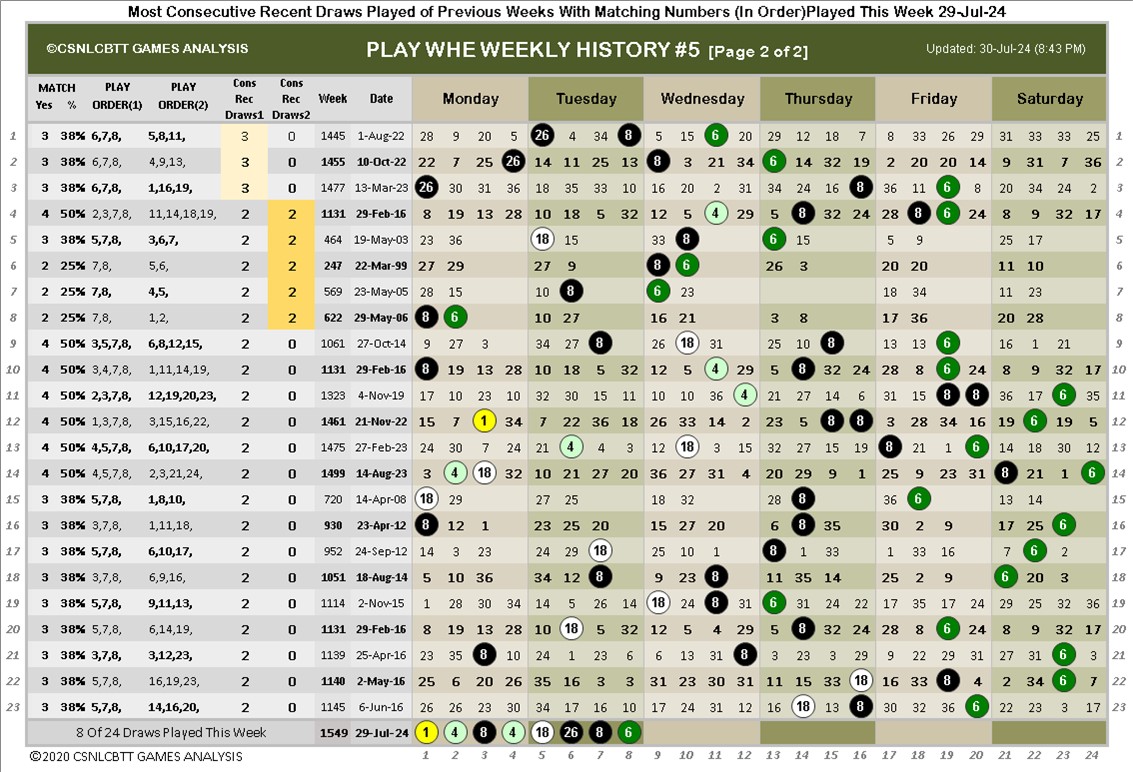 Most Consecutive Recent Draws Played of Previous Weeks With Matching Numbers (In Order)Played This Week 29-Jul-24
©CSNLCBTT GAMES ANALYSIS PLAY WHE WEEKLY HISTORY #5 [Page 2 of 2] Updated: 30-Jul-24 (8:43 PM)
MATCH Yes % PLAY ORDER(1) PLAY ORDER(2) Cons Rec Draws1 Cons Rec Draws2 Week Date Monday Tuesday Wednesday Thursday Friday Saturday
1 3 38% 6,7,8, 5,8,11, 3 0 1445 1-Aug-22 28 9 20 5 26 4 34 8 5 15 6 20 29 12 18 7 8 33 26 29 31 33 33 25 1
2 3 38% 6,7,8, 4,9,13, 3 0 1455 10-Oct-22 22 7 25 26 14 11 25 13 8 3 21 34 6 14 32 19 2 20 20 14 9 31 7 36 2
3 3 38% 6,7,8, 1,16,19, 3 0 1477 13-Mar-23 26 30 31 36 18 35 33 10 16 20 2 31 34 24 16 8 36 11 6 8 20 34 24 2 3
4 4 50% 2,3,7,8, 11,14,18,19, 2 2 1131 29-Feb-16 8 19 13 28 10 18 5 32 12 5 4 29 5 8 32 24 28 8 6 24 8 9 32 17 4
5 3 38% 5,7,8, 3,6,7, 2 2 464 19-May-03 23 36 18 15 33 8 6 15 5 9 25 17 5
6 2 25% 7,8, 5,6, 2 2 247 22-Mar-99 27 29 27 9 8 6 26 3 20 20 11 10 6
7 2 25% 7,8, 4,5, 2 2 569 23-May-05 28 15 10 8 6 23 18 34 11 23 7
8 2 25% 7,8, 1,2, 2 2 622 29-May-06 8 6 10 27 16 21 3 8 17 36 20 28 8
9 4 50% 3,5,7,8, 6,8,12,15, 2 0 1061 27-Oct-14 9 27 3 34 27 8 26 18 31 25 10 8 13 13 6 16 1 21 9
10 4 50% 3,4,7,8, 1,11,14,19, 2 0 1131 29-Feb-16 8 19 13 28 10 18 5 32 12 5 4 29 5 8 32 24 28 8 6 24 8 9 32 17 10
11 4 50% 2,3,7,8, 12,19,20,23, 2 0 1323 4-Nov-19 17 10 23 10 32 30 15 11 10 10 36 4 21 27 14 6 31 15 8 8 36 17 6 23 11
12 4 50% 1,3,7,8, 3,15,16,22, 2 0 1461 21-Nov-22 15 7 1 34 7 22 36 18 26 33 14 2 23 5 8 8 3 28 34 16 19 6 19 5 12
13 4 50% 4,5,7,8, 6,10,17,20, 2 0 1475 27-Feb-23 24 30 7 24 21 4 4 3 26 18 3 15 32 27 15 19 8 21 1 6 14 18 30 12 13
14 4 50% 4,5,7,8, 2,3,21,24, 2 0 1499 14-Aug-23 3 4 18 32 10 21 27 20 36 27 31 4 20 29 9 1 25 9 23 31 8 21 1 6 14
15 3 38% 5,7,8, 1,8,10, 2 0 720 14-Apr-08 18 29 27 25 18 32 28 8 36 6 13 14 15
16 3 38% 3,7,8, 1,11,18, 2 0 930 23-Apr-12 8 12 1 23 25 20 15 27 20 6 8 35 30 2 9 17 25 6 16
17 3 38% 5,7,8, 6,10,17, 2 0 952 24-Sep-12 14 3 23 24 29 18 25 10 1 8 1 33 1 33 16 7 6 2 17
18 3 38% 3,7,8, 6,9,16, 2 0 1051 18-Aug-14 5 10 36 34 12 8 9 23 8 11 35 14 25 2 9 6 20 3 18
19 3 38% 5,7,8, 9,11,13, 2 0 1114 2-Nov-15 1 28 30 34 14 5 26 8 18 24 8 31 6 31 24 22 17 35 17 24 29 25 32 36 19
20 3 38% 5,7,8, 6,14,19, 2 0 1131 29-Feb-16 8 19 13 28 10 18 5 32 12 5 4 29 5 8 32 24 28 8 6 24 8 9 32 17 20
21 3 38% 3,7,8, 3,12,23, 2 0 1139 25-Apr-16 23 35 8 10 24 1 23 6 6 13 31 8 3 23 3 29 9 22 29 31 32 27 6 3 21
22 3 38% 5,7,8, 16,19,23, 2 0 1140 2-May-16 25 6 20 26 35 16 3 3 31 23 30 31 11 15 33 18 16 33 8 4 2 34 6 7 22
23 3 38% 5,7,8, 14,16,20, 2 0 1145 6-Jun-16 26 26 23 30 34 17 16 10 17 24 31 12 16 18 13 8 30 32 36 6 22 23 3 17 23
8 Of 24 Draws Played This Week 1549 29-Jul-24 1 4 8 4 18 26 8 6
©2020 CSNLCBTT GAMES ANALYSIS 1 2 3 4 5 6 7 8 9 10 11 12 13 14 15 16 17 18 19 20 21 22 23 24